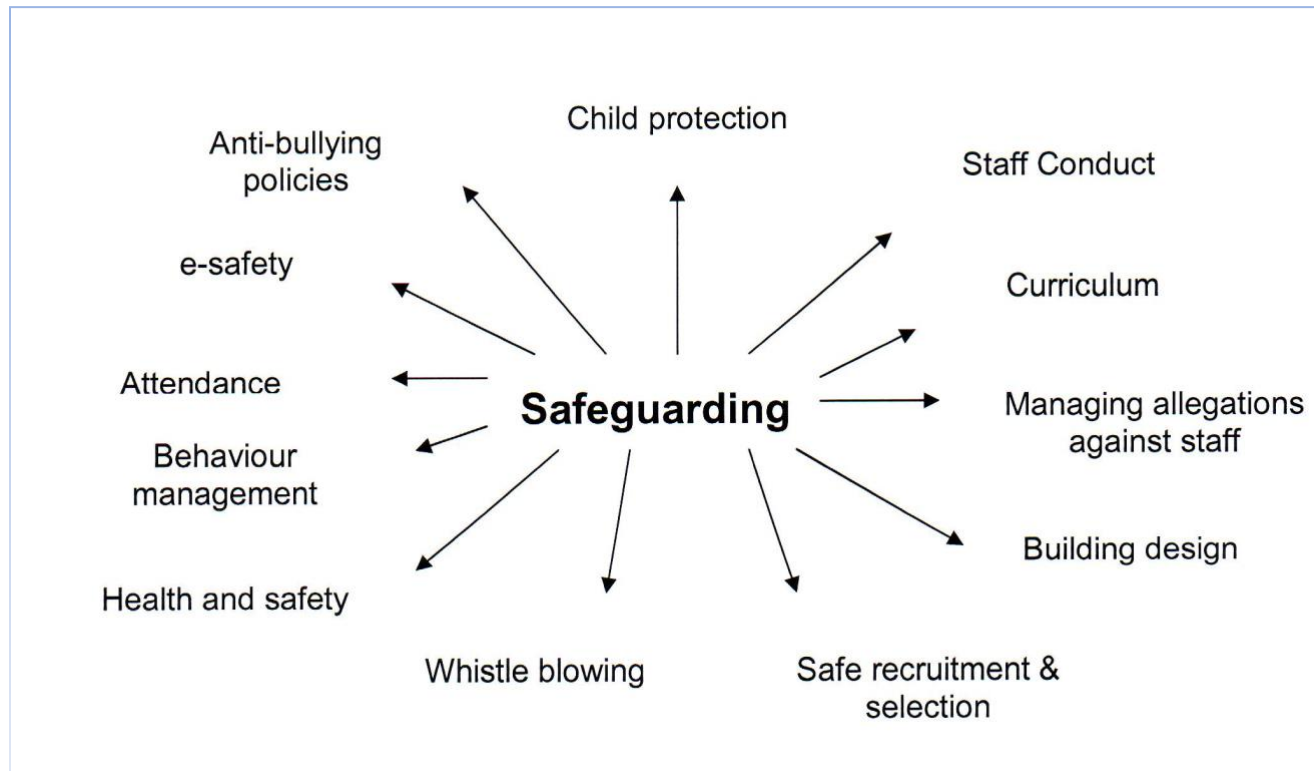 Child protection
Anti-bullying
policies
Staff Conduct
e-safety
Curriculum
Attendance
Safeguarding
Managing allegations
against staff
Behaviour
management
Building design
Health and safety
Whistle blowing
Safe recruitment &
selection